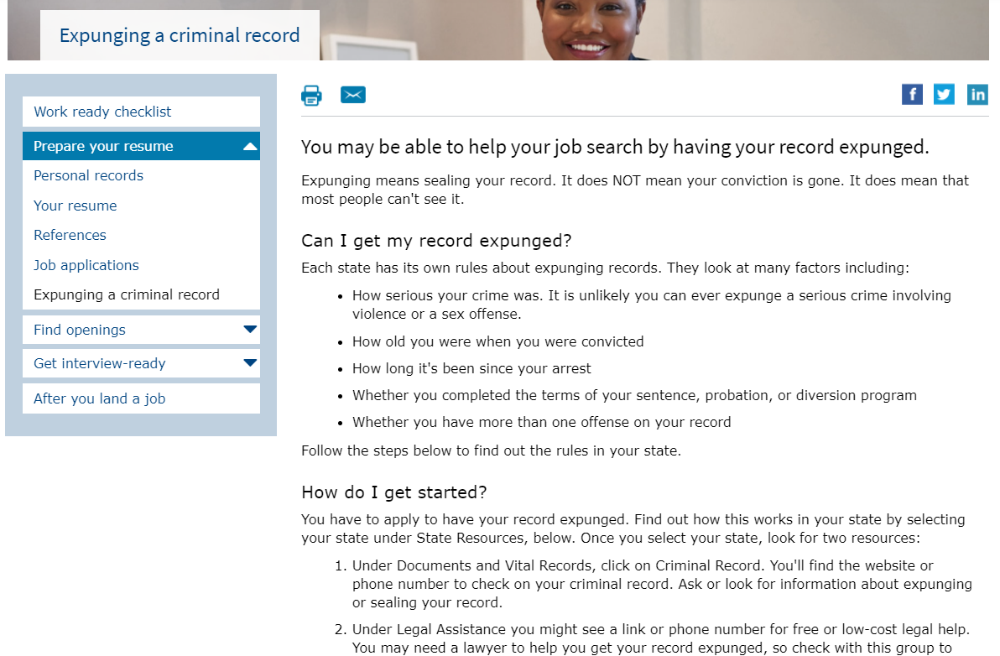 Expunging a criminal record
Work ready checklist
Prepare your resume
Personal records
Your resume
References
Job applications
Expunging a criminal record
Find openings
Get interview-ready
After you land a job
f
in
You may be able to help your job search by having your record expunged.
Expunging means sealing your record. It does NOT mean your conviction is gone. It does mean that
most people can't see it.
Can I get my record expunged?
Each state has its own rules about expunging records. They look at many factors including:
• How serious your crime was. It is unlikely you can ever expunge a serious crime involving
violence or a sex offense.
• How old you were when you were convicted
• How long it's been since your arrest
• Whether you completed the terms of your sentence, probation, or diversion program
• Whether you have more than one offense on your record
Follow the steps below to find out the rules in your state.
How do I get started?
You have to apply to have your record expunged. Find out how this works in your state by selecting
your state under State Resources, below. Once you select your state, look for two resources:
1. Under Documents and Vital Records, click on Criminal Record. You'll find the website or
phone number to check on your criminal record. Ask or look for information about expunging
or sealing your record.
2. Under Legal Assistance you might see a link or phone number for free or low-cost legal help.
You may need a lawyer to help you get your record expunged, so check with this group to